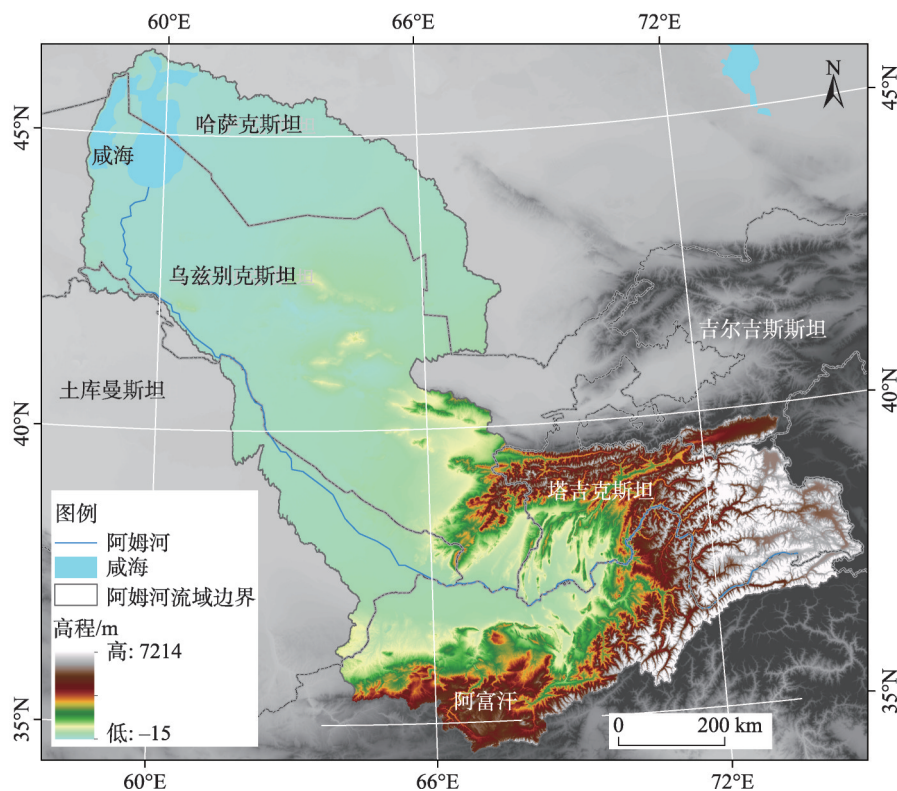 60°E
66°E
72°E
N
45°N
45°N
哈萨克斯坦
咸海
乌兹别克斯坦
吉尔吉斯斯坦
土库曼斯坦
40°N
40°N
塔吉克斯坦
图例
阿姆河
咸海
阿姆河流域边界
高程/m
高: 7214
低: –15
阿富汗
35°N
35°N
0 200 km
60°E
66°E
72°E